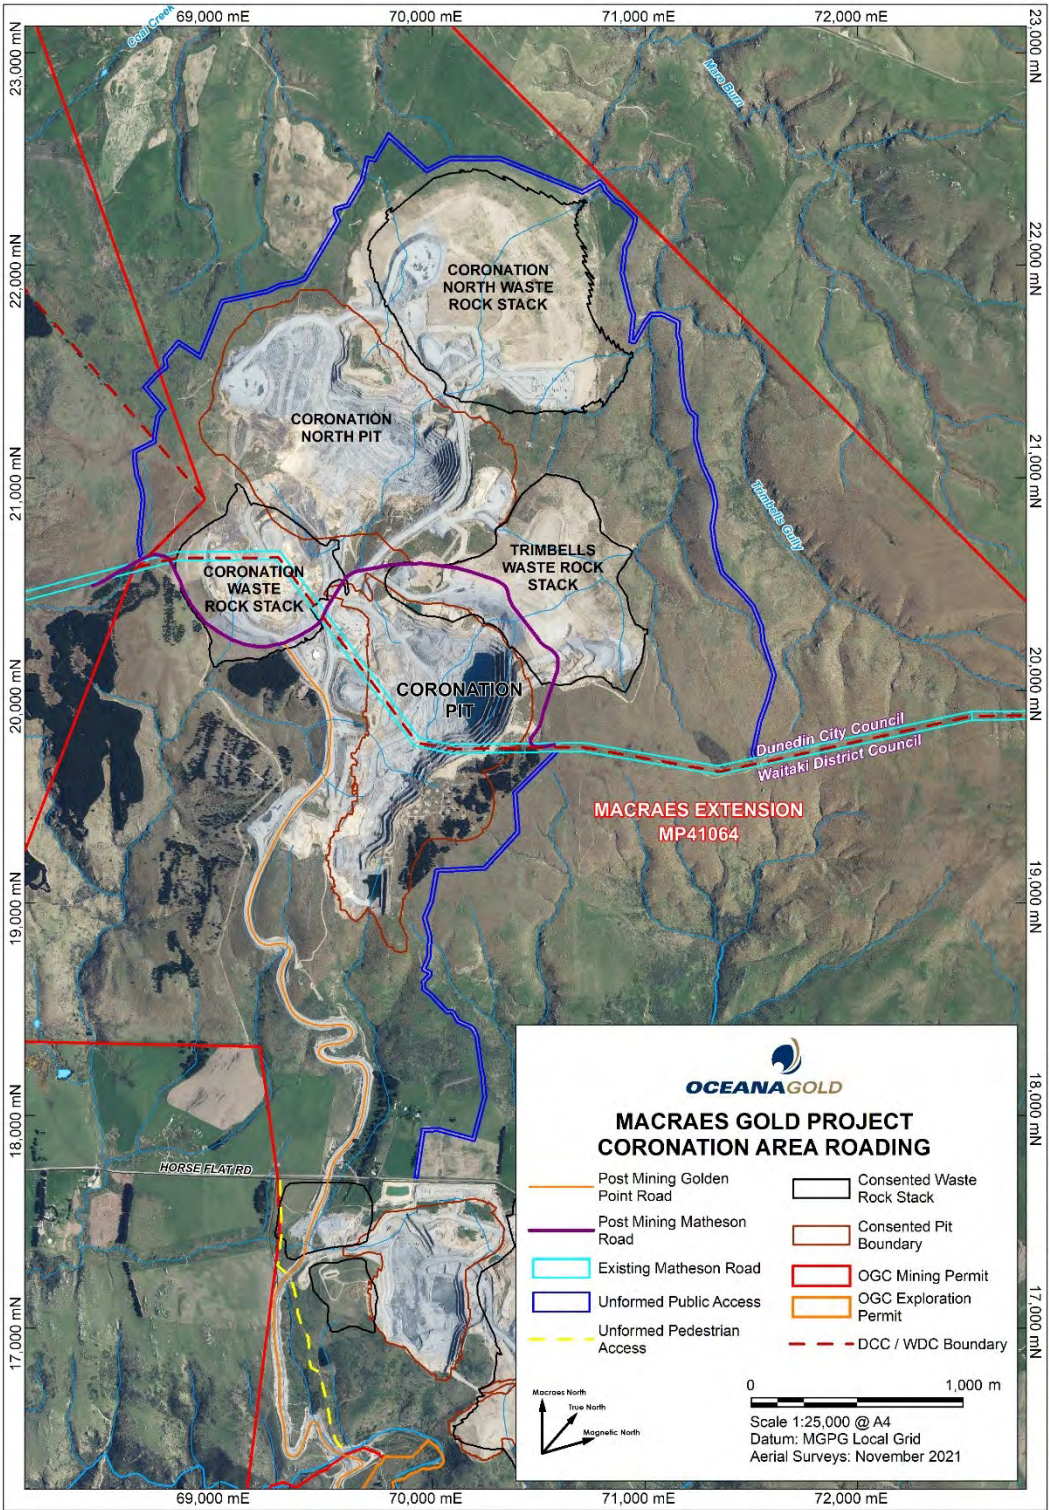 69,000 mE
70,000 mE
71,000 mE
72,000 mE
23,000 mN
23,000 mN
Coal Creek
Mare Burn
22,000 mN
22,000 mN
CORONATION
NORTH WASTE
ROCK STACK
CORONATION
NORTH PIT
21,000 mN
21,000 mN
Trimbells Gully
TRIMBELLS
WASTE ROCK
STACK
CORONATION
WASTE
ROCK STACK
20,000 mN
20,000 mN
CORONATION
PIT
Dunedin City Council
Waitaki District Council
MACRAES EXTENSION
MP41064
19,000 mN
19,000 mN
18,000 mN
18,000 mN
HORSE FLAT RD
17,000 mN
17,000 mN
OCEANAGOLD
MACRAES GOLD PROJECT
CORONATION AREA ROADING
Post Mining Golden
Point Road
Post Mining Matheson
Road
Existing Matheson Road
Unformed Public Access
Unformed Pedestrian
Access
Consented Waste
Rock Stack
Consented Pit
Boundary
OGC Mining Permit
OGC Exploration
Permit
DCC / WDC Boundary
Macraes North
True North
Magnetic North
0 1,000 m
Scale 1:25,000 @ A4
Datum: MGPG Local Grid
Aerial Surveys: November 2021
69,000 mE
70,000 mE
71,000 mE
72,000 mE